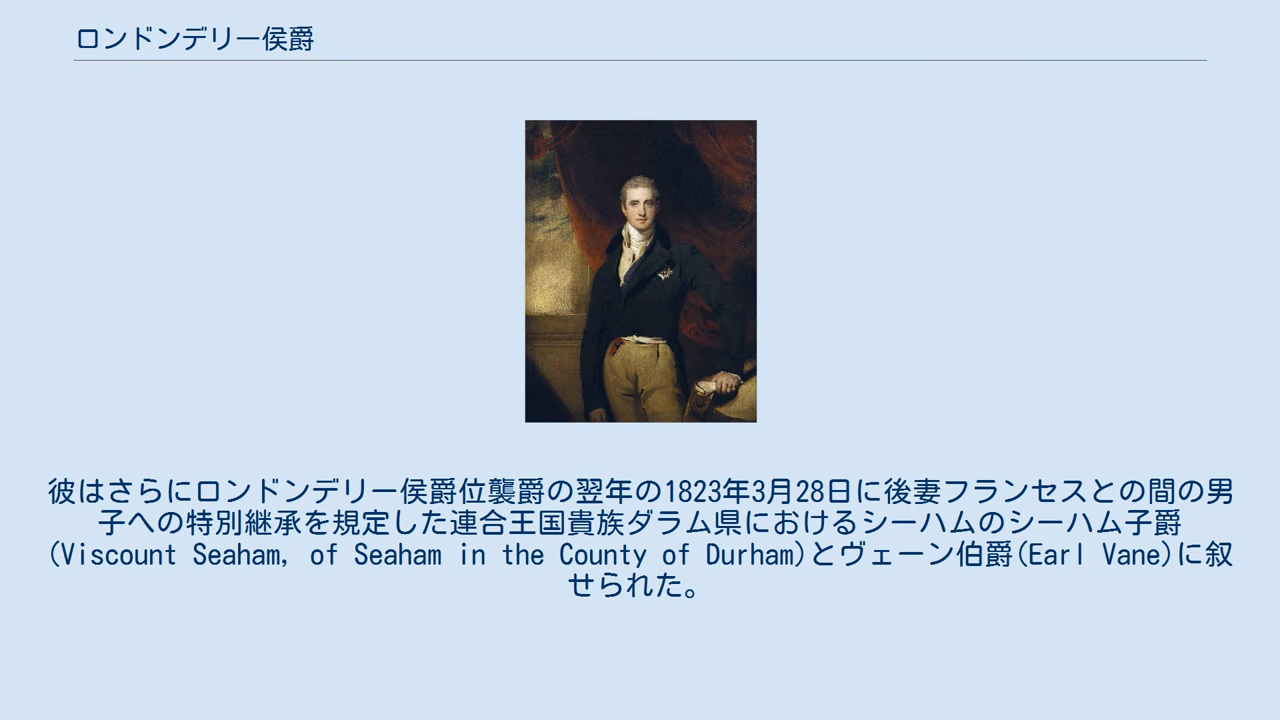 ロンドンデリー侯爵
彼はさらにロンドンデリー侯爵位襲爵の翌年の1823年3月28日に後妻フランセスとの間の男
子への特別継承を規定した連合王国貴族ダラム県におけるシーハムのシーハム子爵
(Viscount Seaham, of Seaham in the County of Durham)とヴェーン伯爵(Earl Vane)に叙
せられた。